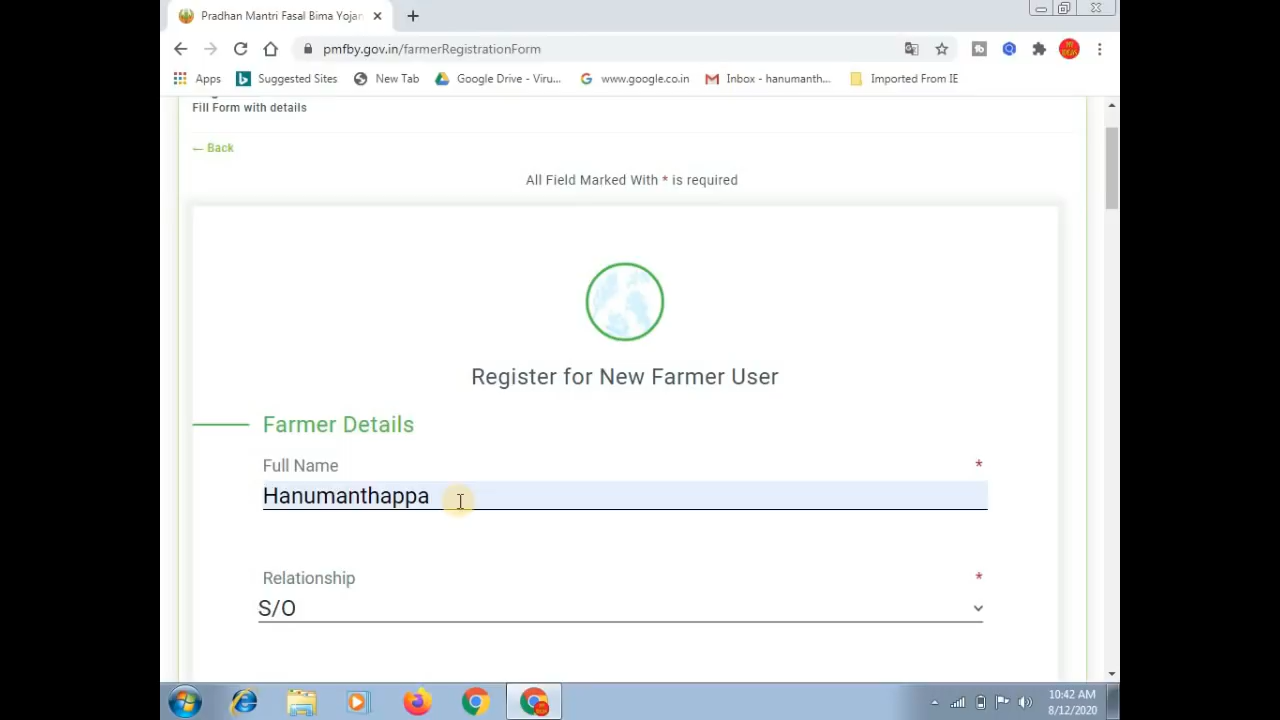 Pradhan Mantri Fasal Bima Yojan
pmfby.gov.in/farmerRegistrationForm
Apps Suggested Sites New Tab Google Drive - Viru... www.google.co.in Inbox - hanumanth... Imported From IE
Fill Form with details
← Back
All Field Marked With * is required
Register for New Farmer User
Farmer Details
Full Name *
Hanumanthappa
Relationship *
S/O
10:42 AM
8/12/2020